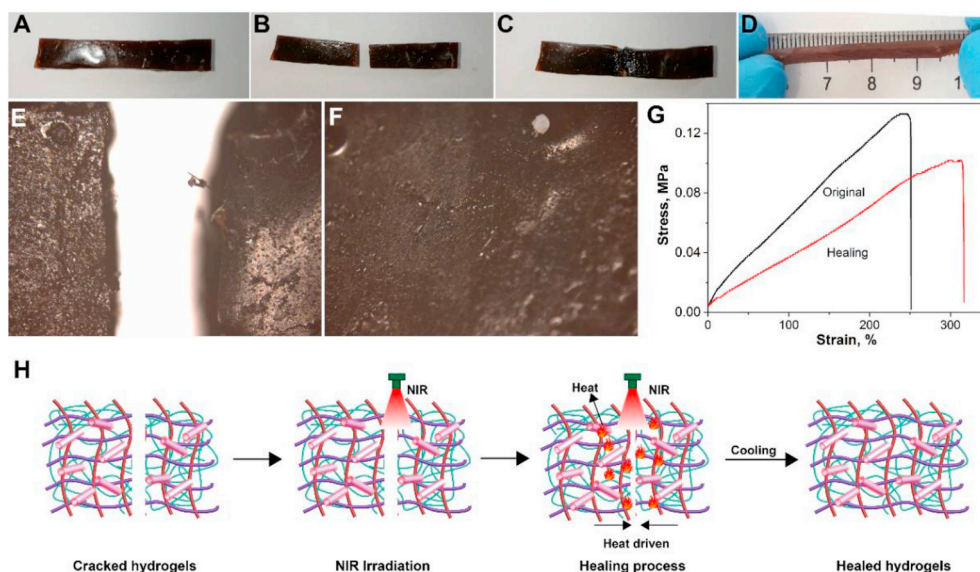 A
B
C
D
7 8 9 1
E
F
G
Stress, MPa
0.12
0.08
0.04
0.00
Original
Healing
0 100 200 300
Strain, %
H
NIR
Heat
NIR
Cooling
Heat driven
Cracked hydrogels
NIR Irradiation
Healing process
Healed hydrogels